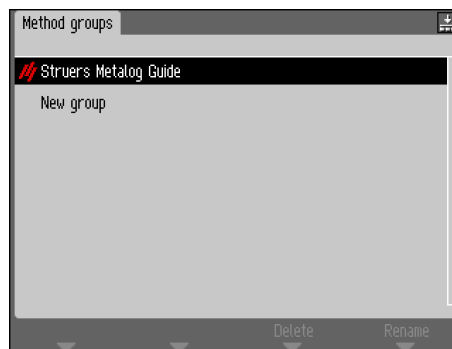 Method groups
Struers Metalog Guide
New group
Delete Rename